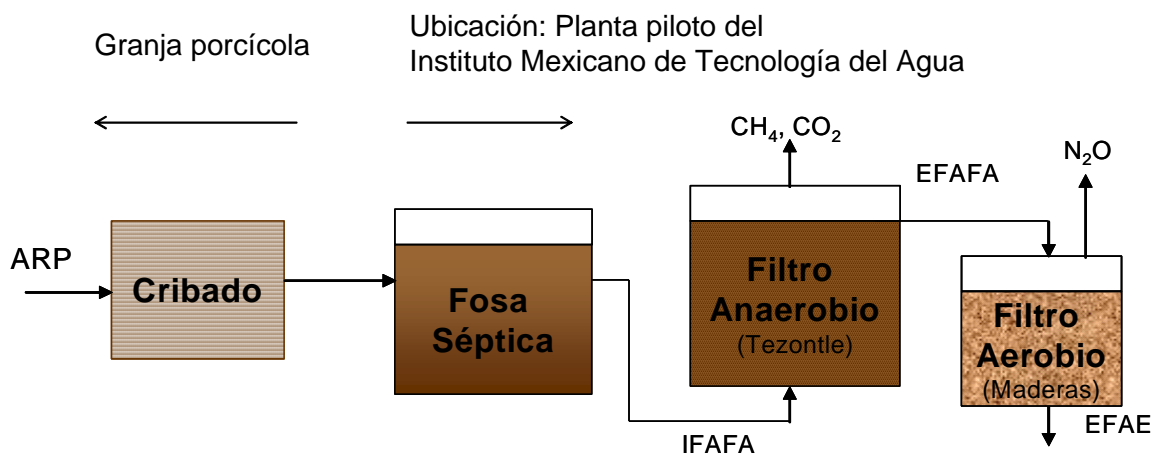 Granja porcícola
Ubicación: Planta piloto del
Instituto Mexicano de Tecnología del Agua
CH₄, CO₂
N₂O
EFAFA
ARP
Cribado
Fosa
Séptica
Filtro
Anaerobio
(Tezontle)
Filtro
Aerobio
(Maderas)
IFAFA
EFAE